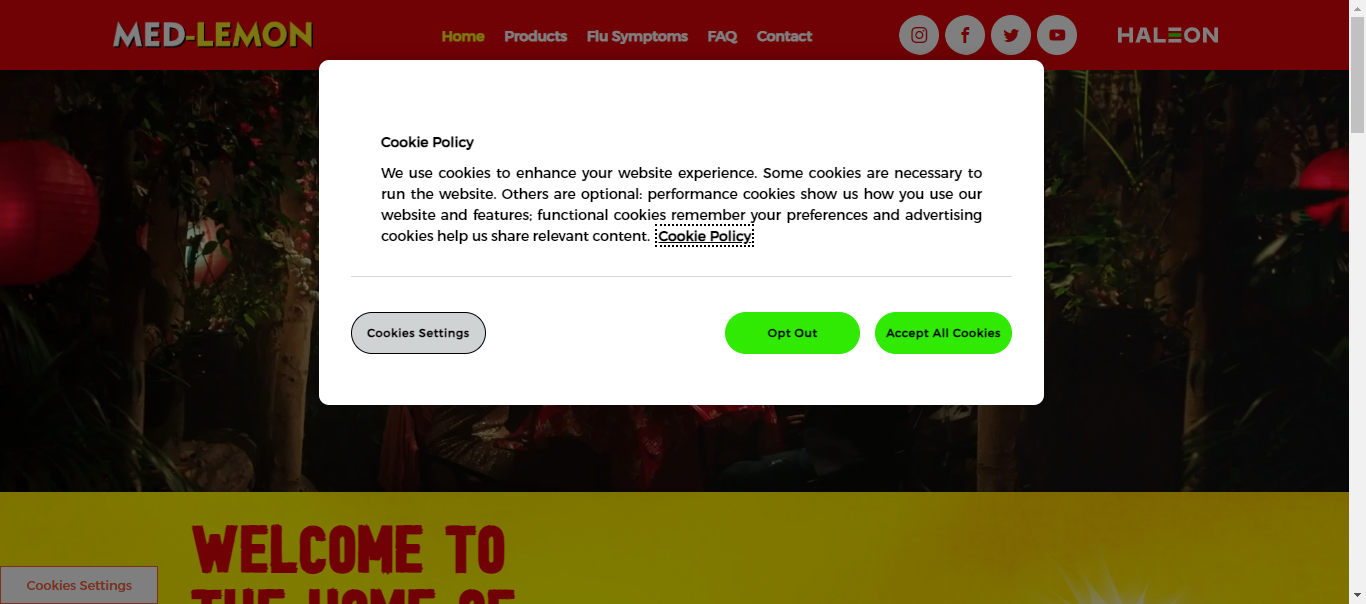 MED-LEMON
Home Products Flu Symptoms FAQ Contact
HALEON
Cookie Policy
We use cookies to enhance your website experience. Some cookies are necessary to
run the website. Others are optional: performance cookies show us how you use our
website and features; functional cookies remember your preferences and advertising
cookies help us share relevant content. Cookie Policy
Cookies Settings
Opt Out
Accept All Cookies
WELCOME TO
THE HOME OF
Cookies Settings